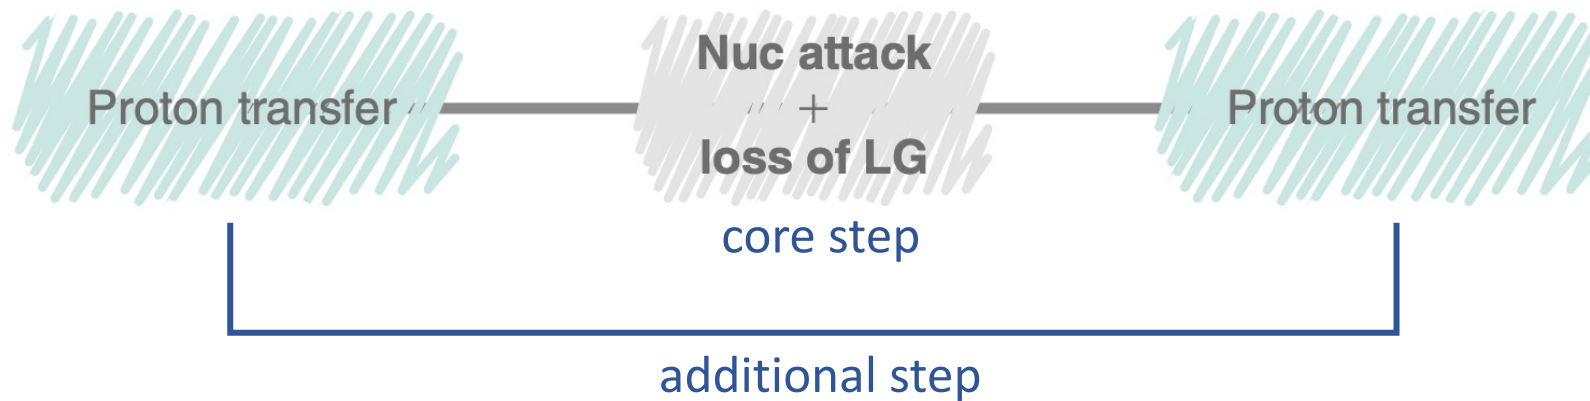 Proton transfer
Nuc attack
+
loss of LG
Proton transfer
core step
additional step